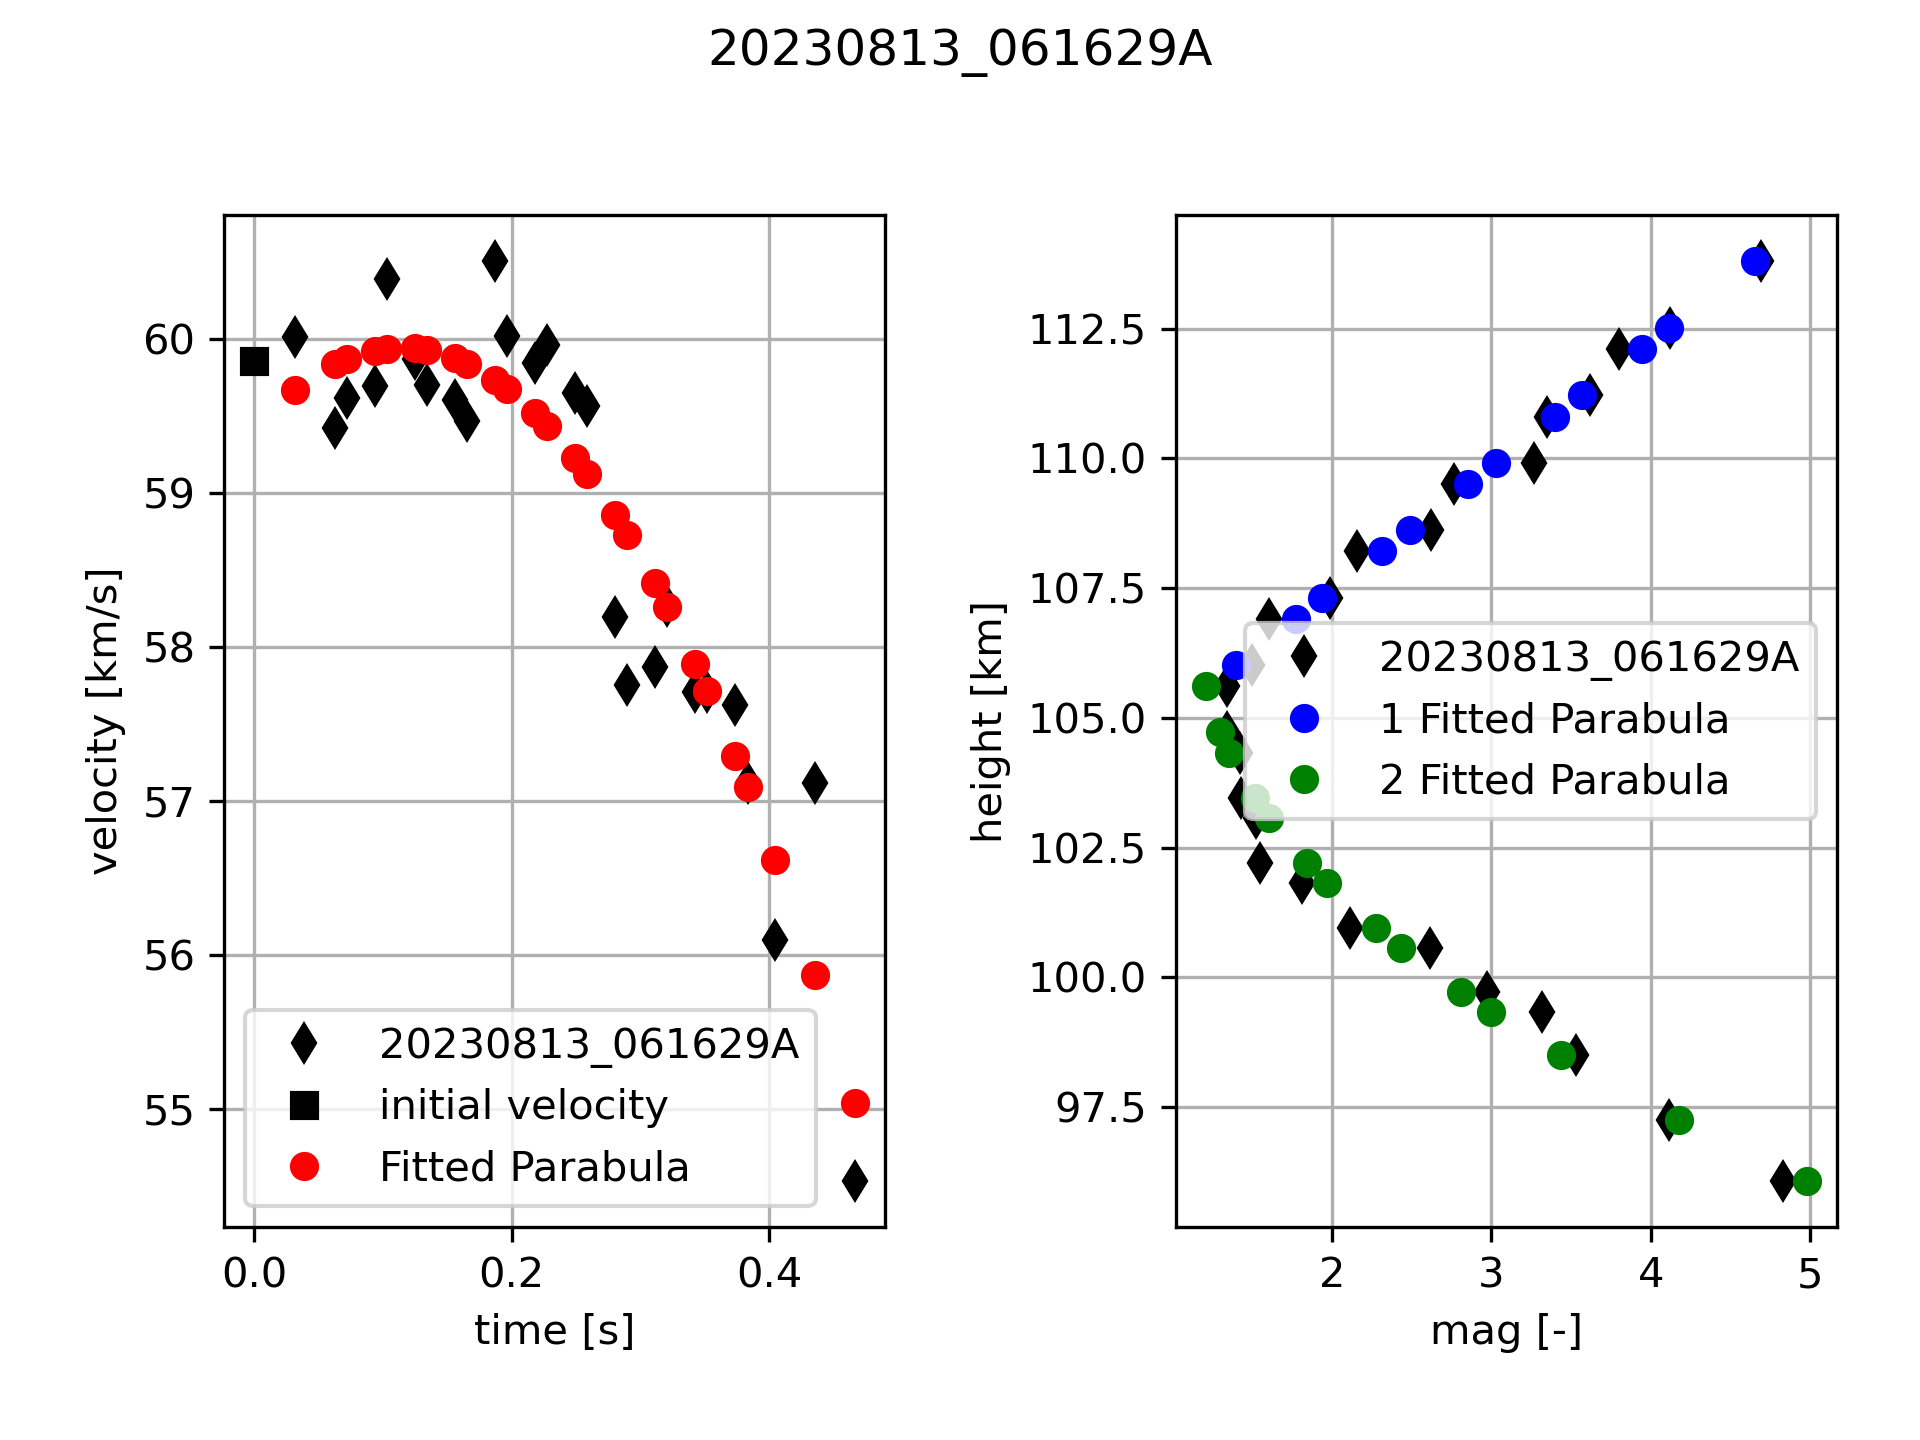 20230813_061629A
60
59
58
57
56
55
velocity [km/s]
20230813_061629A
initial velocity
Fitted Parabula
0.0 0.2 0.4
time [s]
112.5
110.0
107.5
105.0
102.5
100.0
97.5
height [km]
20230813_061629A
1 Fitted Parabula
2 Fitted Parabula
2 3 4 5
mag [-]